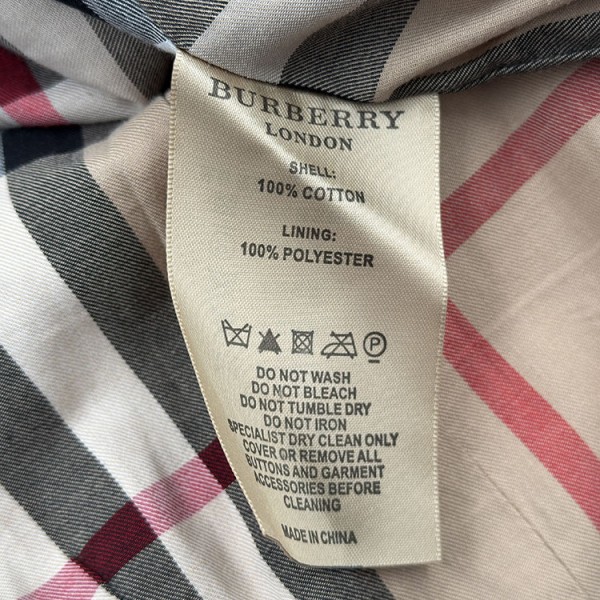 BURBERRY
LONDON
SHELL:
100% COTTON
LINING:
100% POLYESTER
P
DO NOT WASH
DO NOT BLEACH
DO NOT TUMBLE DRY
DO NOT IRON
SPECIALIST DRY CLEAN ONLY
COVER OR REMOVE ALL
BUTTONS AND GARMENT
ACCESSORIES BEFORE
CLEANING
MADE IN CHINA